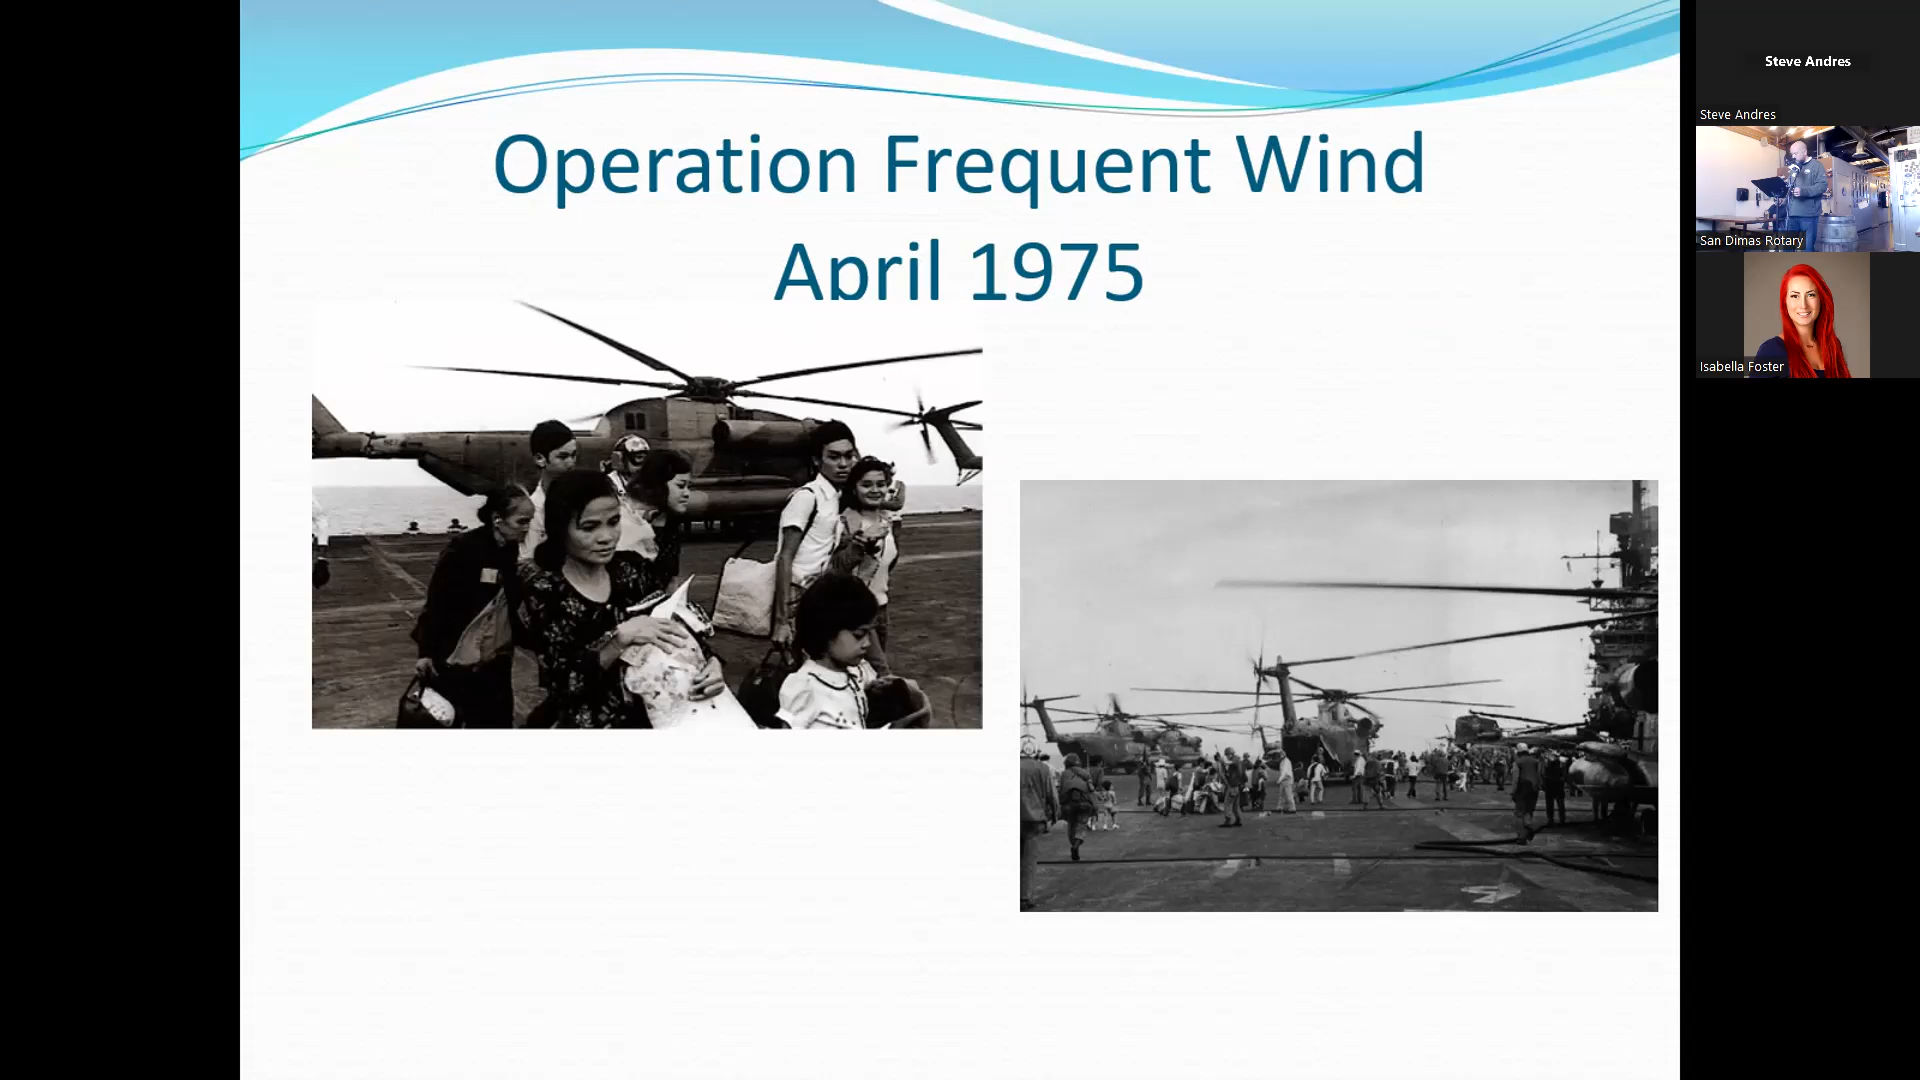 Operation Frequent Wind
April 1975
Steve Andres
Steve Andres
San Dimas Rotary
Isabella Foster